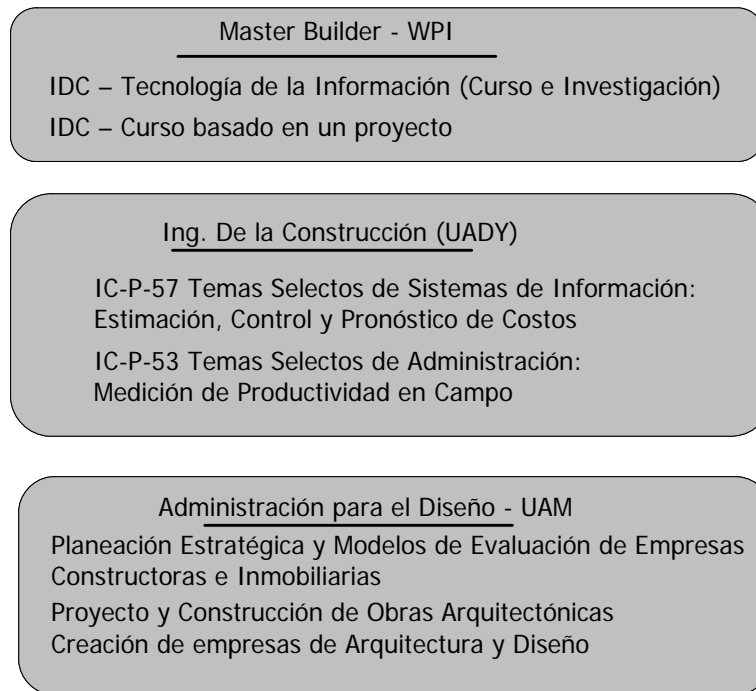 Master Builder - WPI
IDC – Tecnología de la Información (Curso e Investigación)
IDC – Curso basado en un proyecto
Ing. De la Construcción (UADY)
IC-P-57 Temas Selectos de Sistemas de Información:
Estimación, Control y Pronóstico de Costos
IC-P-53 Temas Selectos de Administración:
Medición de Productividad en Campo
Administración para el Diseño - UAM
Planeación Estratégica y Modelos de Evaluación de Empresas
Constructoras e Inmobiliarias
Proyecto y Construcción de Obras Arquitectónicas
Creación de empresas de Arquitectura y Diseño